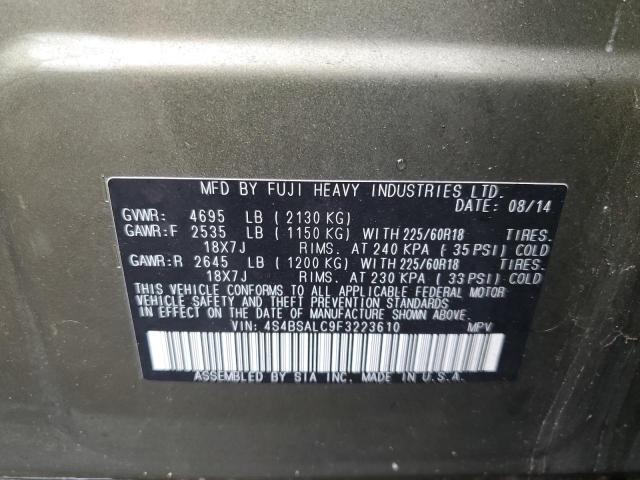 MFD BY FUJI HEAVY INDUSTRIES LTD.
DATE: 08/14
GVWR: 4695 LB (2130 KG)
GAWR:F 2535 LB (1150 KG) WITH 225/60R18 TIRES.
18X7J RIMS. AT 240 KPA (35 PSI) COLD
GAWR:R 2645 LB (1200 KG) WITH 225/60R18 TIRES.
18X7J RIMS. AT 230 KPA (33 PSI) COLD
THIS VEHICLE CONFORMS TO ALL APPLICABLE FEDERAL MOTOR
VEHICLE SAFETY AND THEFT PREVENTION STANDARDS
IN EFFECT ON THE DATE OF MANUFACTURE SHOWN ABOVE.
VIN: 4S4BSALC9F3223610 MPV
ASSEMBLED BY SIA INC. MADE IN U.S.A.